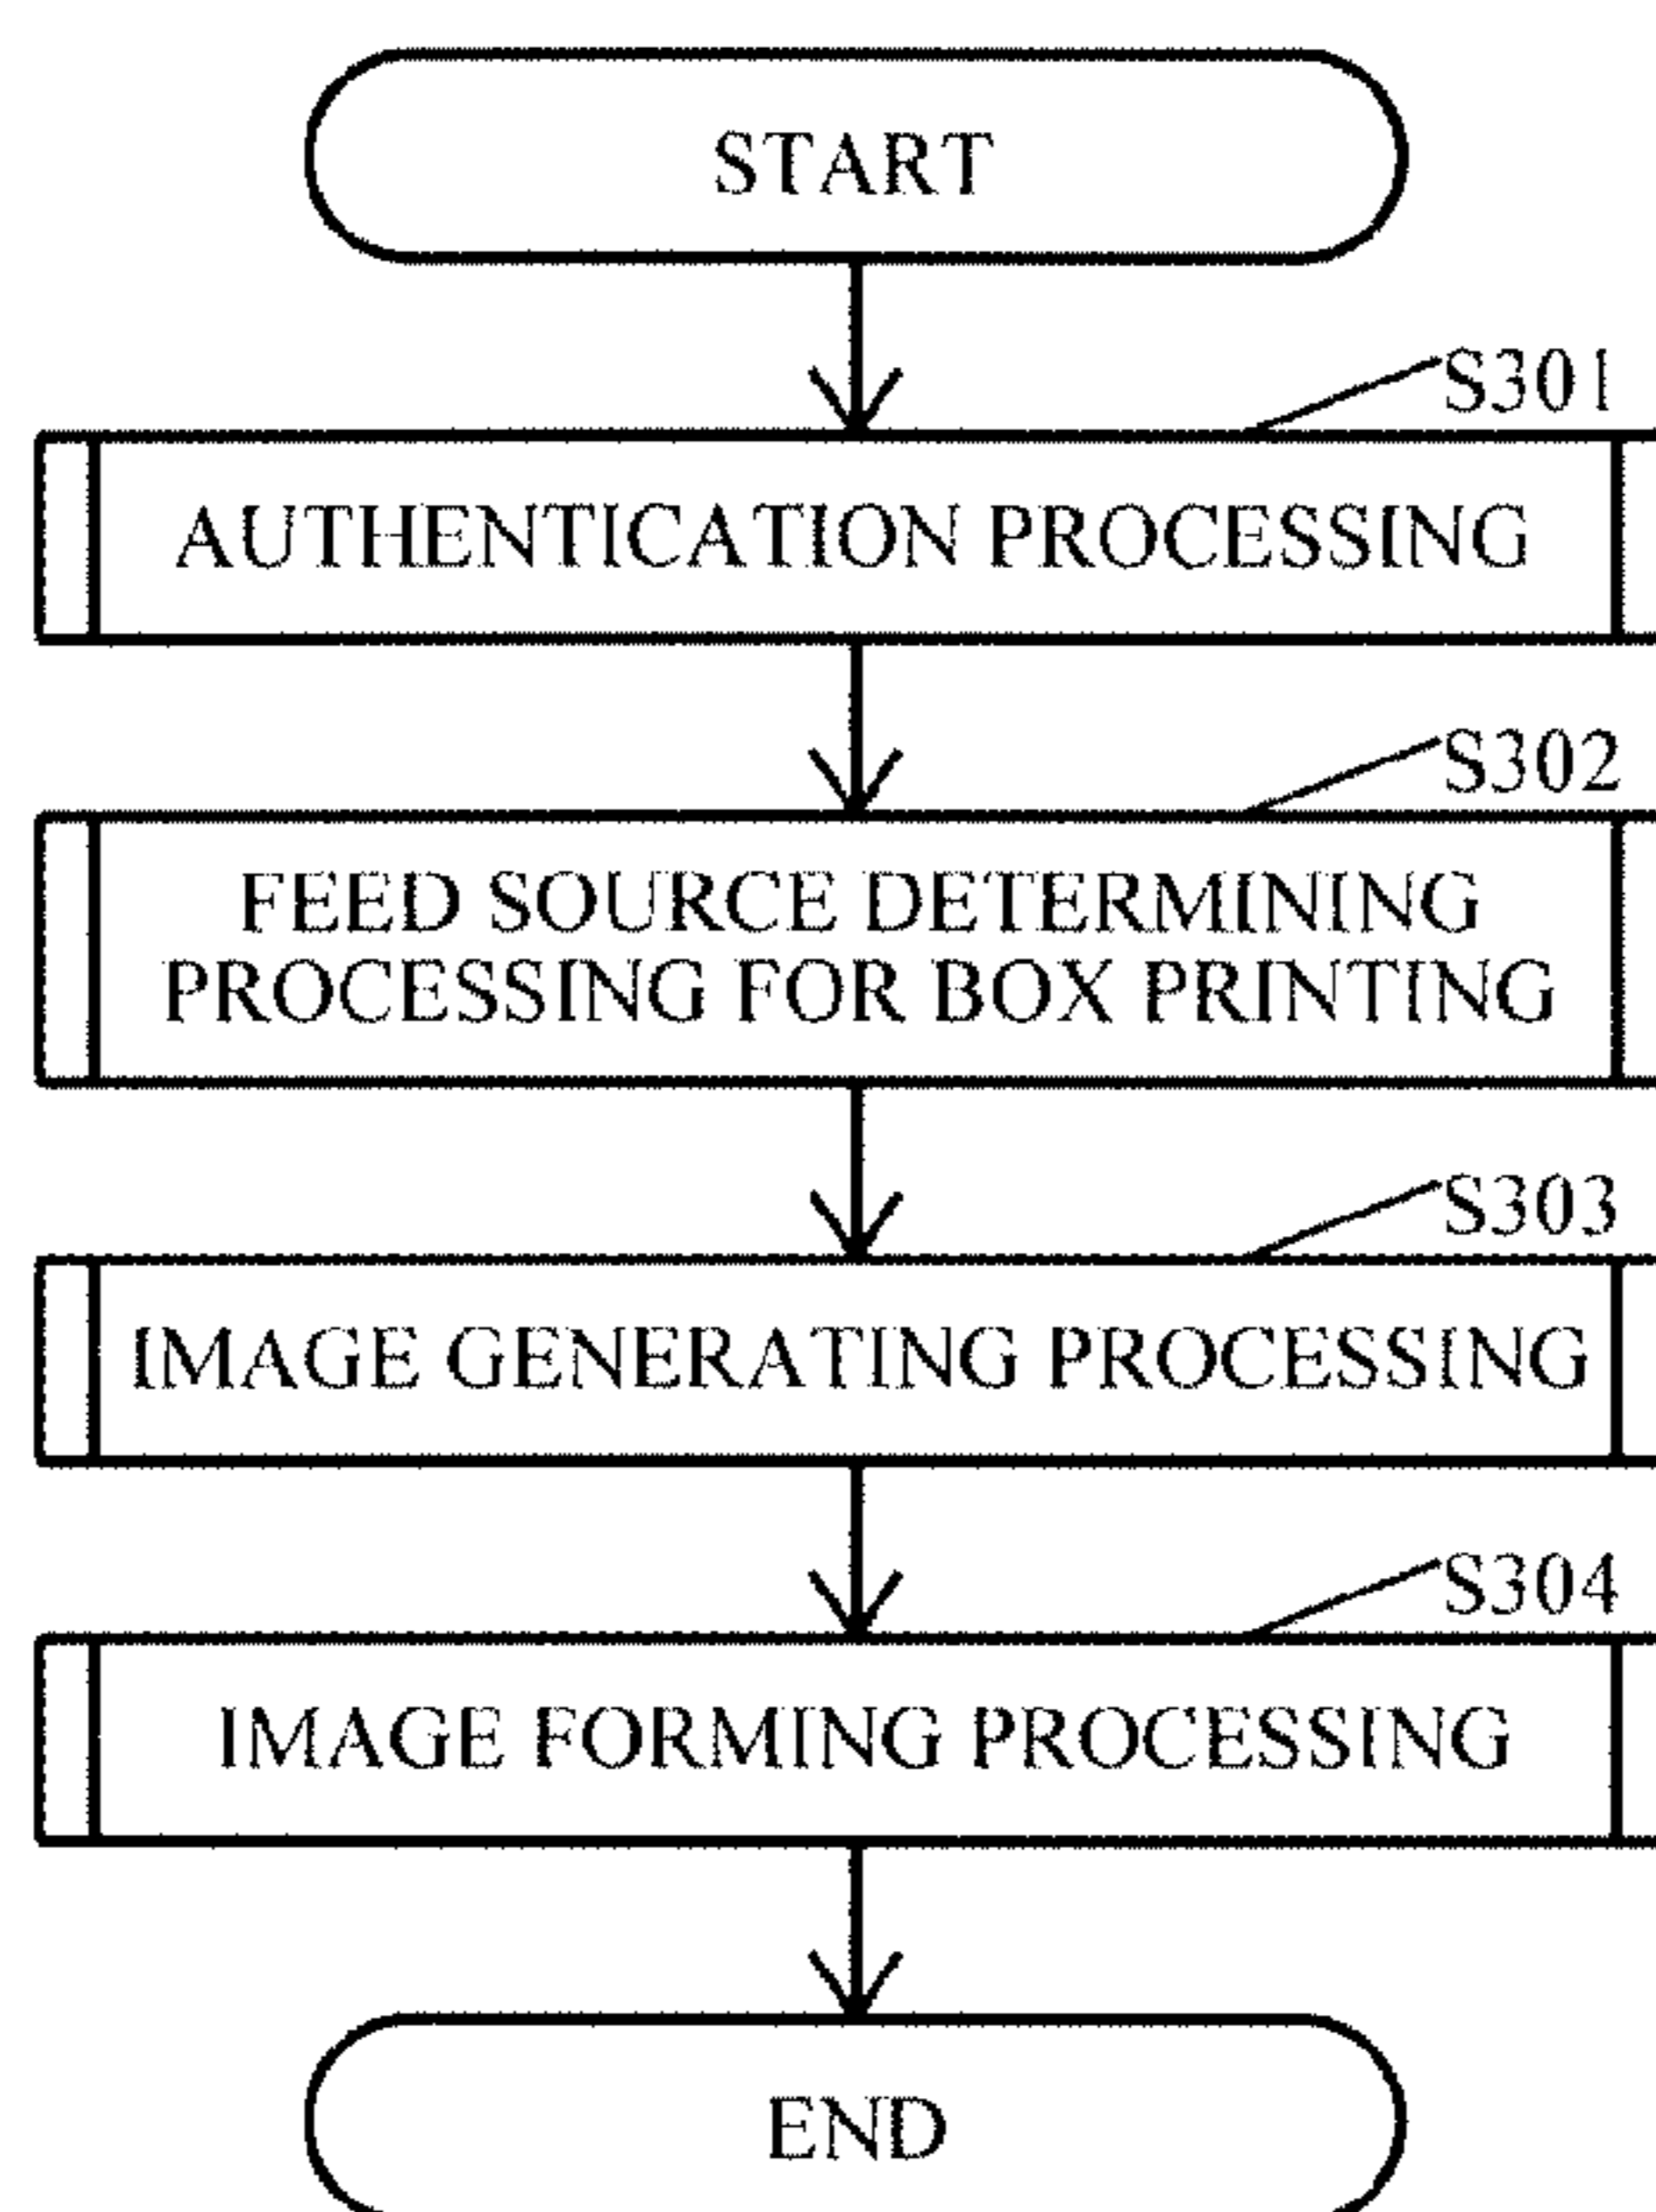 START
S301
AUTHENTICATION PROCESSING
S302
FEED SOURCE DETERMINING
PROCESSING FOR BOX PRINTING
S303
IMAGE GENERATING PROCESSING
S304
IMAGE FORMING PROCESSING
END